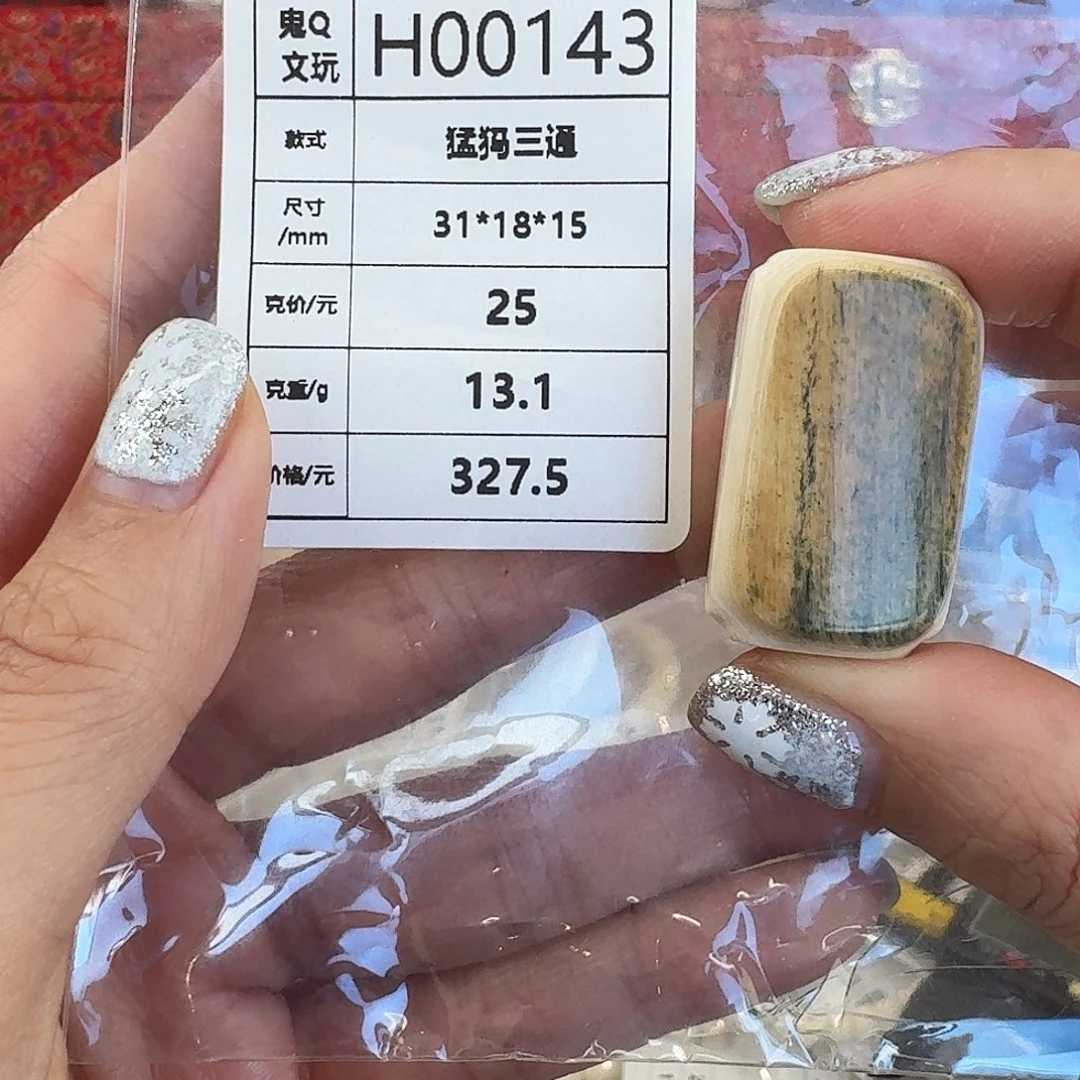 鬼Q
文玩
H00143
款式
猛犸三通
尺寸
/mm
31*18*15
克价/元
25
克重/g
13.1
价格/元
327.5